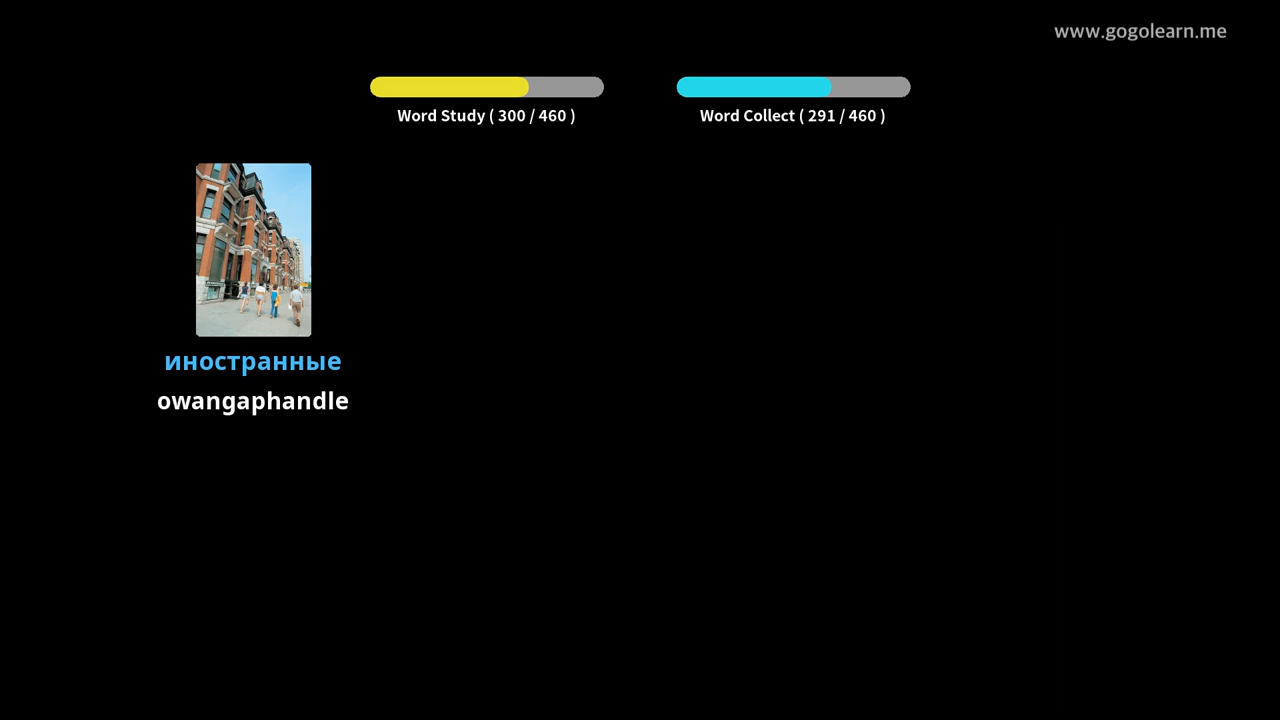 www.gogolearn.me
Word Study ( 300 / 460 )
Word Collect ( 291 / 460 )
иностранные
owangaphandle